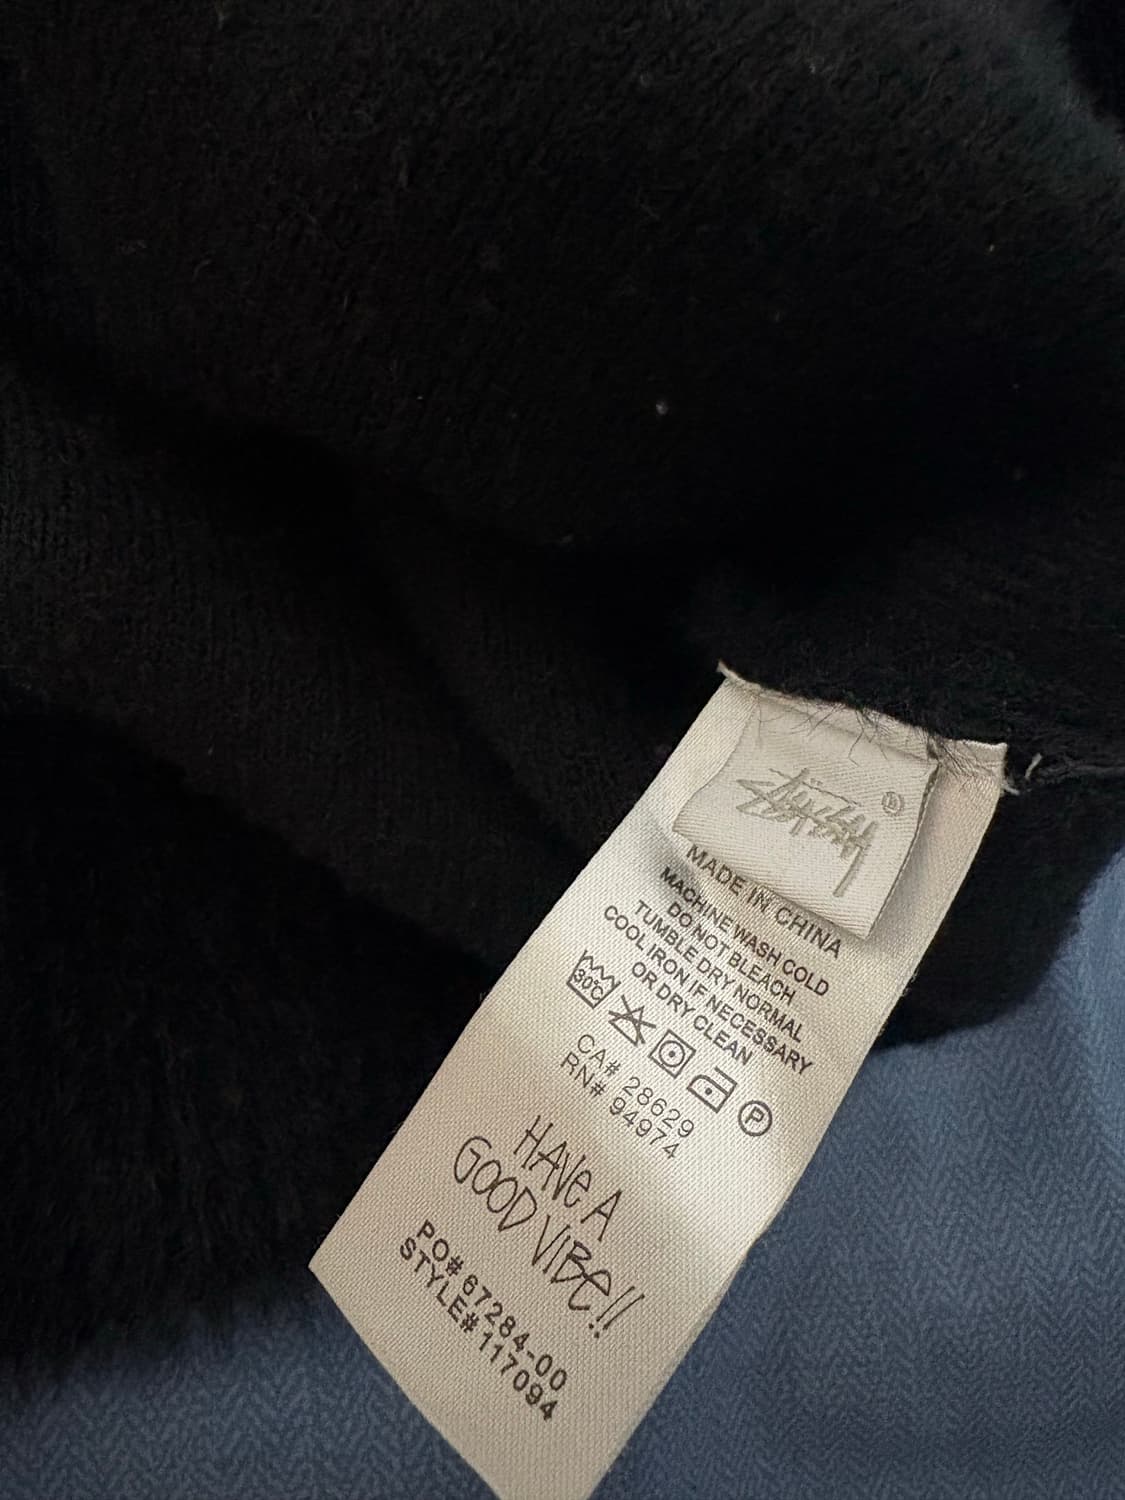 Stüssy ®
MADE IN CHINA
MACHINE WASH COLD
DO NOT BLEACH
TUMBLE DRY NORMAL
COOL IRON IF NECESSARY
OR DRY CLEAN
30°C P
CA# 28629
RN# 94974
HAVE A
GOOD VIBE!!
PO# 67284-00
STYLE# 117094